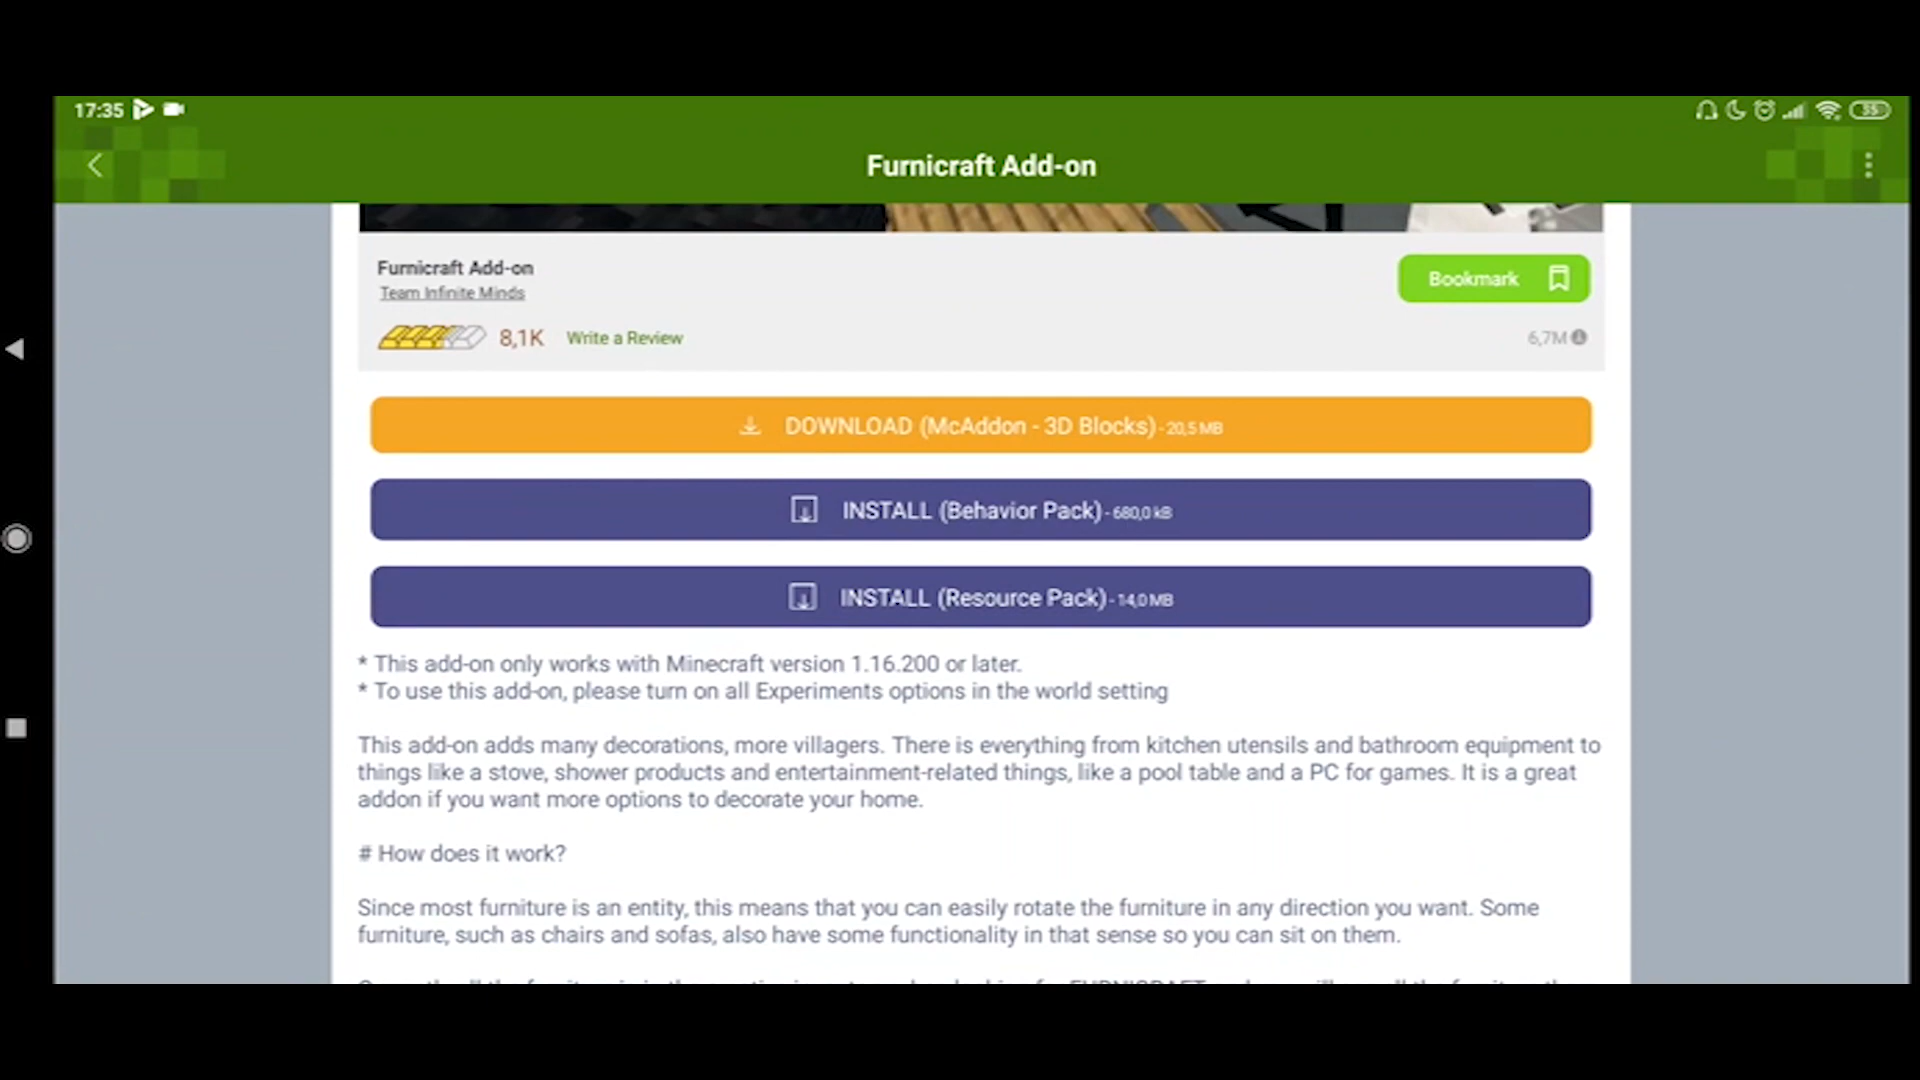 17:35
35
Furnicraft Add-on
Furnicraft Add-on
Team Infinite Minds
Bookmark
8,1K Write a Review
6,7M
DOWNLOAD (McAddon - 3D Blocks) - 20,5 MB
INSTALL (Behavior Pack) - 680,0 kB
INSTALL (Resource Pack) - 14,0 MB
* This add-on only works with Minecraft version 1.16.200 or later.
* To use this add-on, please turn on all Experiments options in the world setting
This add-on adds many decorations, more villagers. There is everything from kitchen utensils and bathroom equipment to
things like a stove, shower products and entertainment-related things, like a pool table and a PC for games. It is a great
addon if you want more options to decorate your home.
# How does it work?
Since most furniture is an entity, this means that you can easily rotate the furniture in any direction you want. Some
furniture, such as chairs and sofas, also have some functionality in that sense so you can sit on them.